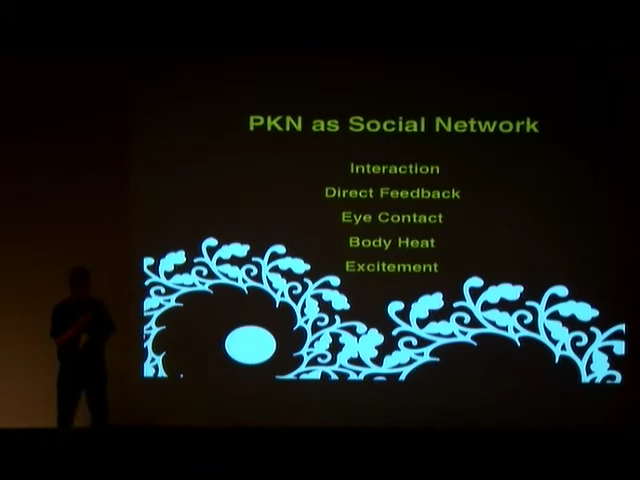 PKN as Social Network
Interaction
Direct Feedback
Eye Contact
Body Heat
Excitement